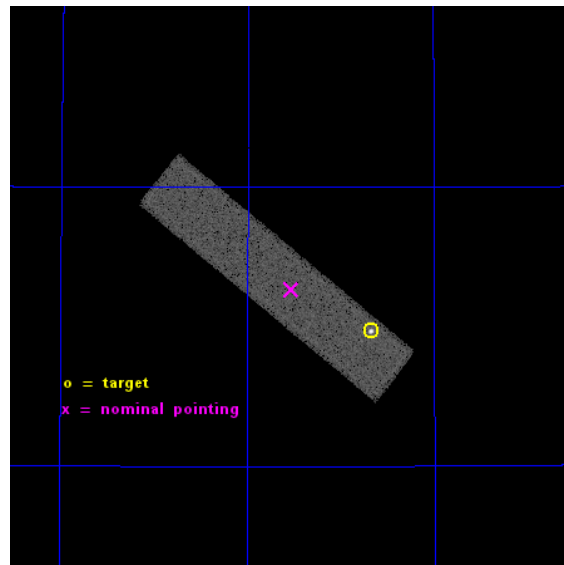 o = target
x = nominal pointing